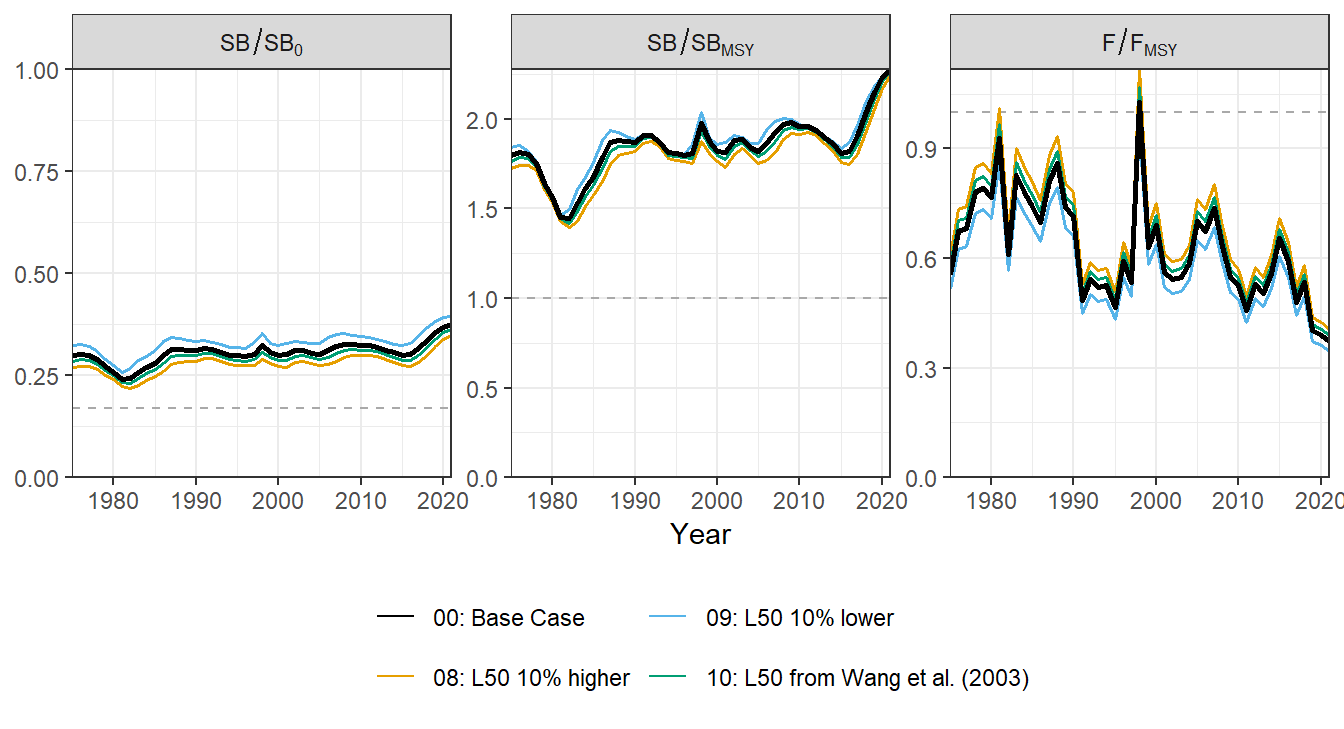 SB/SB0 SB/SBMSY F/FMSY
1.00
0.75
0.50
0.25
0.00
2.0
1.5
1.0
0.5
0.0
0.9
0.6
0.3
0.0
1980 1990 2000 2010 2020 1980 1990 2000 2010 2020 1980 1990 2000 2010 2020
Year
00: Base Case 09: L50 10% lower
08: L50 10% higher 10: L50 from Wang et al. (2003)